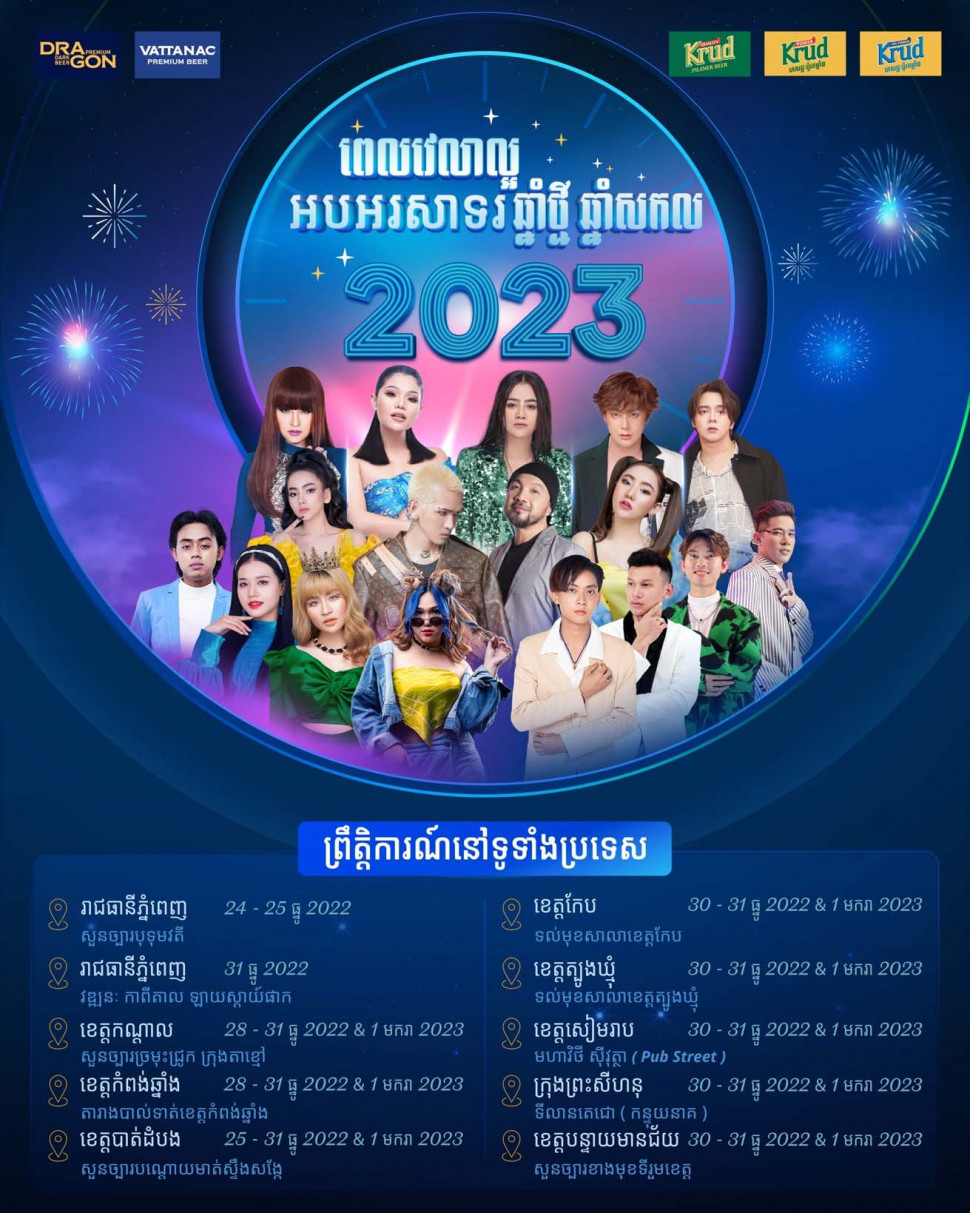 DRAGON
PREMIUM
DARK
BEER
VATTANAC
PREMIUM BEER
Krud
PILSNER BEER
Krud
Krud
ពេលវេលាល្អ
អបអរសាទរ ឆ្នាំថ្មី ឆ្នាំសកល
2023
ព្រឹត្តិការណ៍នៅទូទាំងប្រទេស
រាជធានីភ្នំពេញ 24 - 25 ធ្នូ 2022
សួនច្បារបុទុមវតី
រាជធានីភ្នំពេញ 31 ធ្នូ 2022
វឌ្ឍនៈ កាពីតាល ឡាយស្តាយ៍ផាក
ខេត្តកណ្តាល 28 - 31 ធ្នូ 2022 & 1 មករា 2023
សួនច្បារច្រមុះជ្រូក ក្រុងតាខ្មៅ
ខេត្តកំពង់ឆ្នាំង 28 - 31 ធ្នូ 2022 & 1 មករា 2023
តារាងបាល់ទាត់ខេត្តកំពង់ឆ្នាំង
ខេត្តបាត់ដំបង 25 - 31 ធ្នូ 2022 & 1 មករា 2023
សួនច្បារបណ្តោយមាត់ស្ទឹងសង្កែ
ខេត្តកែប 30 - 31 ធ្នូ 2022 & 1 មករា 2023
ទល់មុខសាលាខេត្តកែប
ខេត្តត្បូងឃ្មុំ 30 - 31 ធ្នូ 2022 & 1 មករា 2023
ទល់មុខសាលាខេត្តត្បូងឃ្មុំ
ខេត្តសៀមរាប 30 - 31 ធ្នូ 2022 & 1 មករា 2023
មហាវិថី ស៊ីវុត្ថា ( Pub Street )
ក្រុងព្រះសីហនុ 30 - 31 ធ្នូ 2022 & 1 មករា 2023
ទីលានតេជោ ( កន្ទុយនាគ )
ខេត្តបន្ទាយមានជ័យ 30 - 31 ធ្នូ 2022 & 1 មករា 2023
សួនច្បារខាងមុខទីរួមខេត្ត